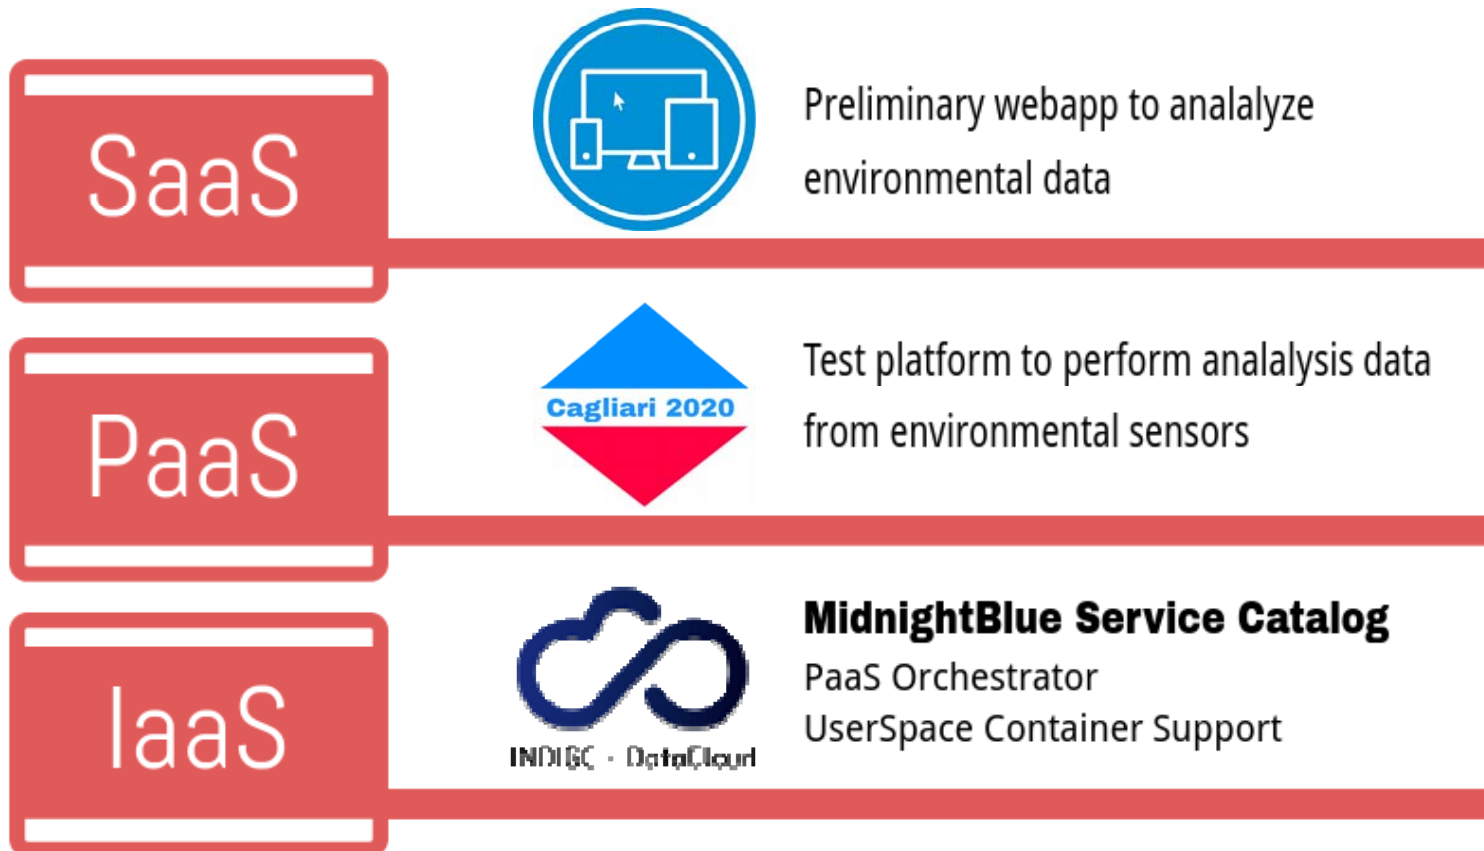 SaaS
Preliminary webapp to analalyze
environmental data
PaaS
Cagliari 2020
Test platform to perform analalysis data
from environmental sensors
IaaS
INDIGO - DataCloud
MidnightBlue Service Catalog
PaaS Orchestrator
UserSpace Container Support